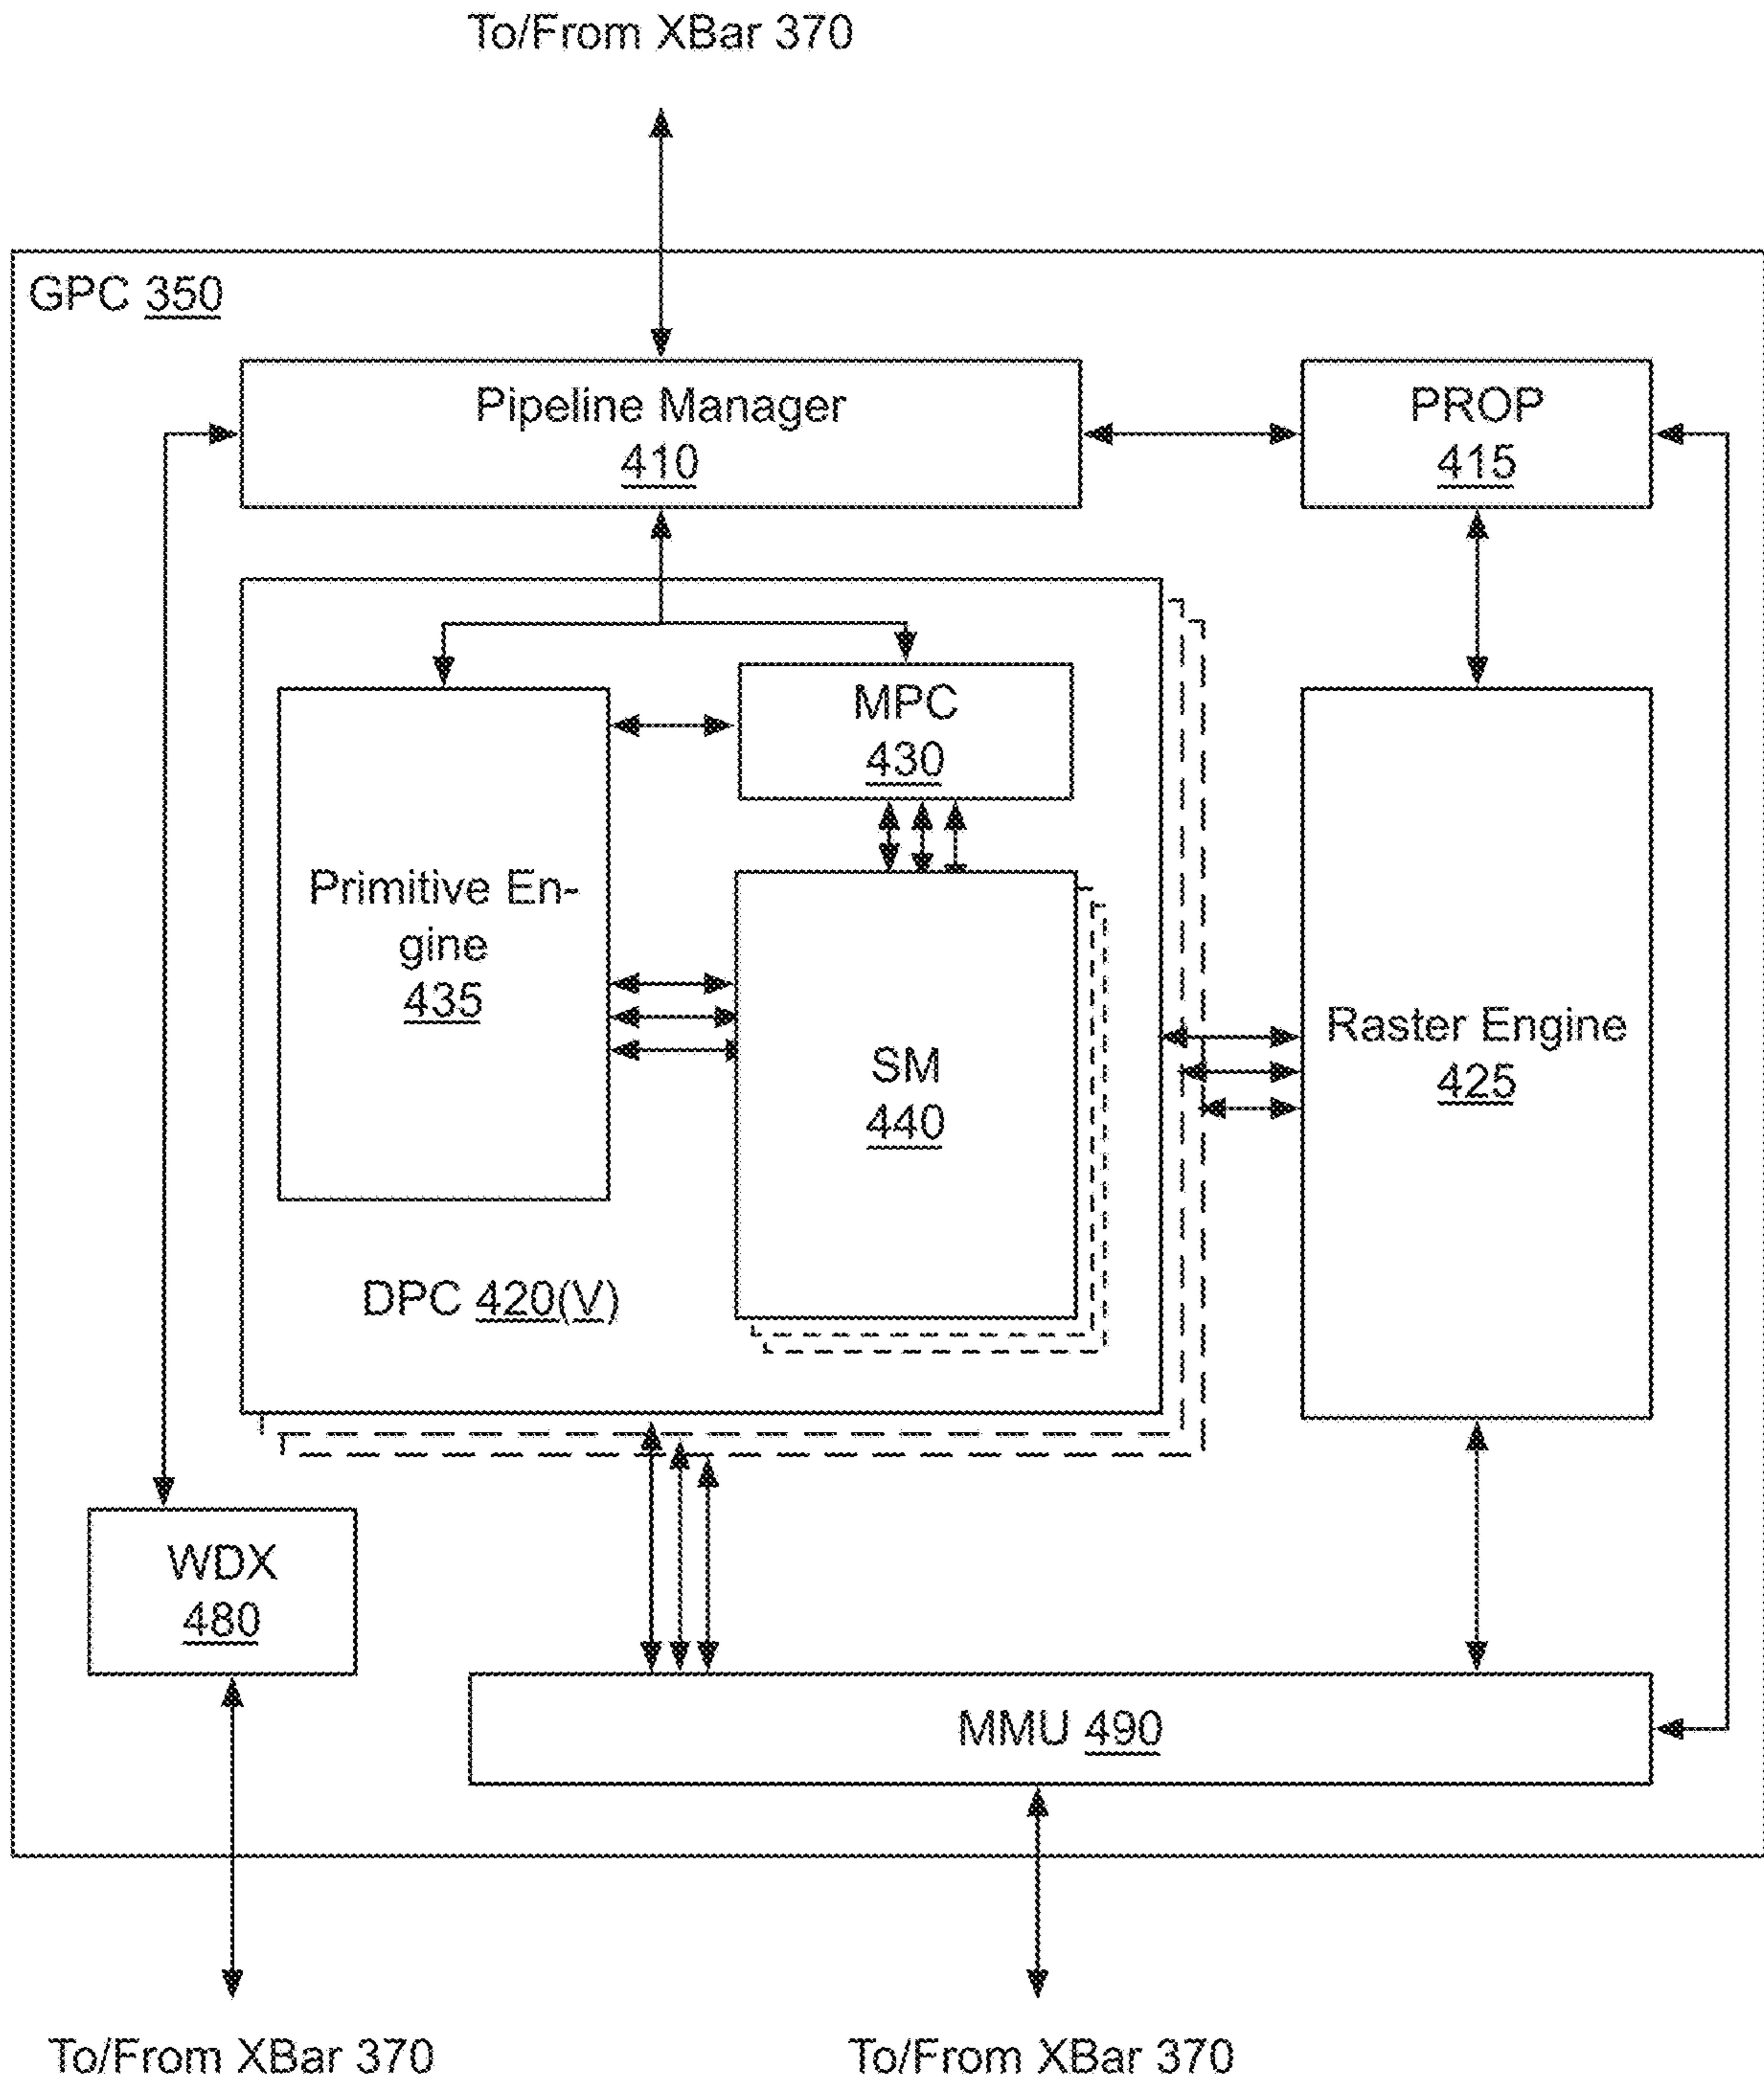 To/From XBar 370
GPC 350
Pipeline Manager
410
PROP
415
MPC
430
Primitive En-
gine
435
SM
440
Raster Engine
425
DPC 420(V)
WDX
480
MMU 490
To/From XBar 370
To/From XBar 370